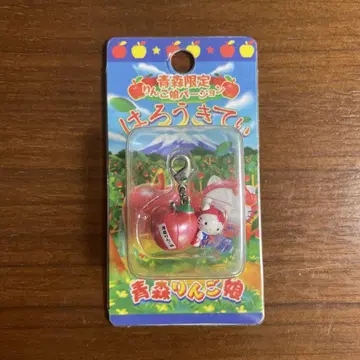 青森限定
りんご娘バージョン
はろうきてぃ
青森りんご娘